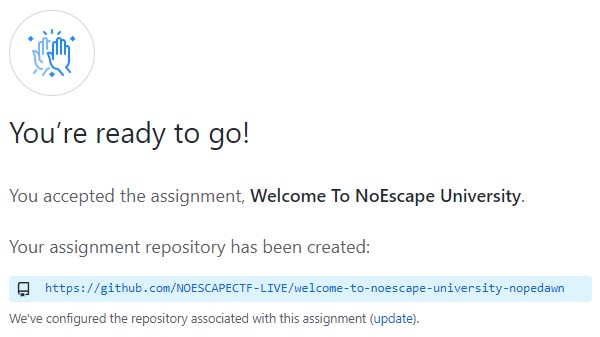 You're ready to go!
You accepted the assignment, Welcome To NoEscape University.
Your assignment repository has been created:
https://github.com/NOESCAPECTF-LIVE/welcome-to-noescape-university-nopedawn
We've configured the repository associated with this assignment (update).